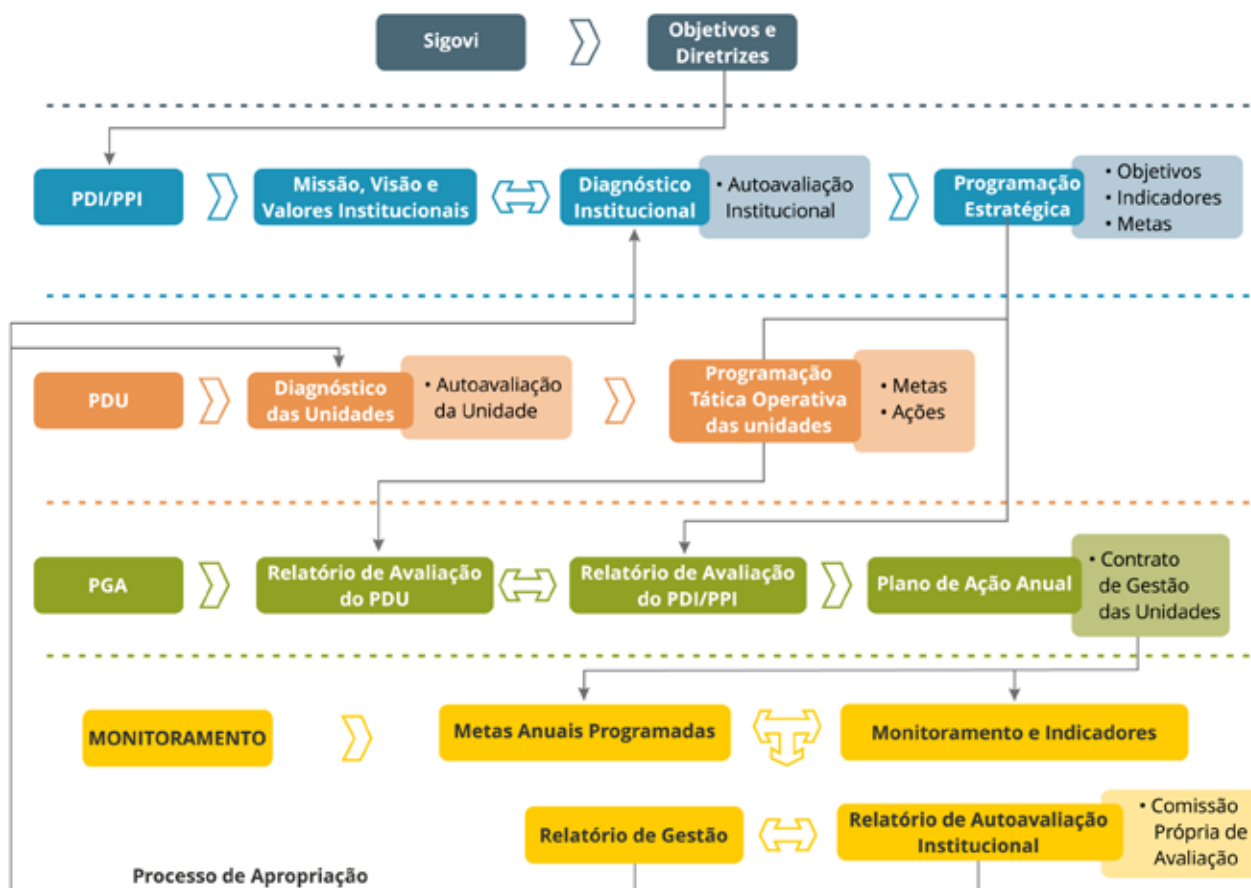 Sigovi
Objetivos e
Diretrizes
PDI/PPI
Missão, Visão e
Valores Institucionais
Diagnóstico
Institucional
• Autoavaliação
Institucional
Programação
Estratégica
• Objetivos
• Indicadores
• Metas
PDU
Diagnóstico
das Unidades
• Autoavaliação
da Unidade
Programação
Tática Operativa
das unidades
• Metas
• Ações
PGA
Relatório de Avaliação
do PDU
Relatório de Avaliação
do PDI/PPI
Plano de Ação Anual
• Contrato
de Gestão
das Unidades
MONITORAMENTO
Metas Anuais Programadas
Monitoramento e Indicadores
Relatório de Gestão
Relatório de Autoavaliação
Institucional
• Comissão
Própria de
Avaliação
Processo de Apropriação